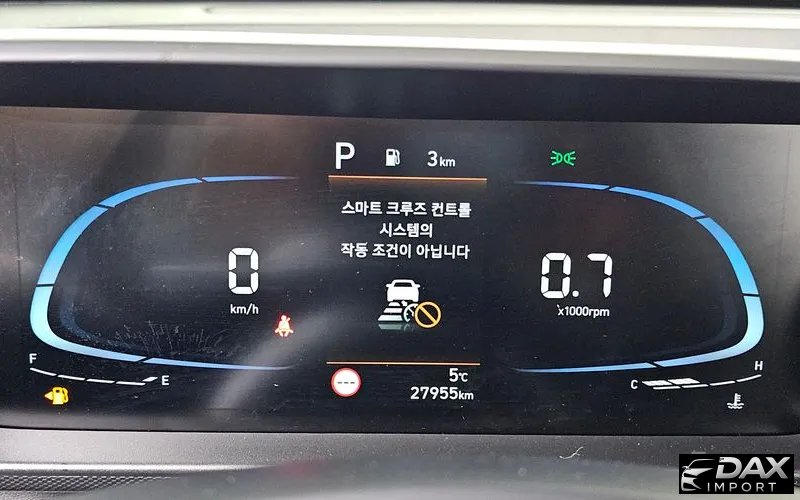 P 3km
스마트 크루즈 컨트롤
시스템의
작동 조건이 아닙니다
0
km/h
0.7
x1000rpm
F
E
C
H
5℃
27955km
DAX
IMPORT